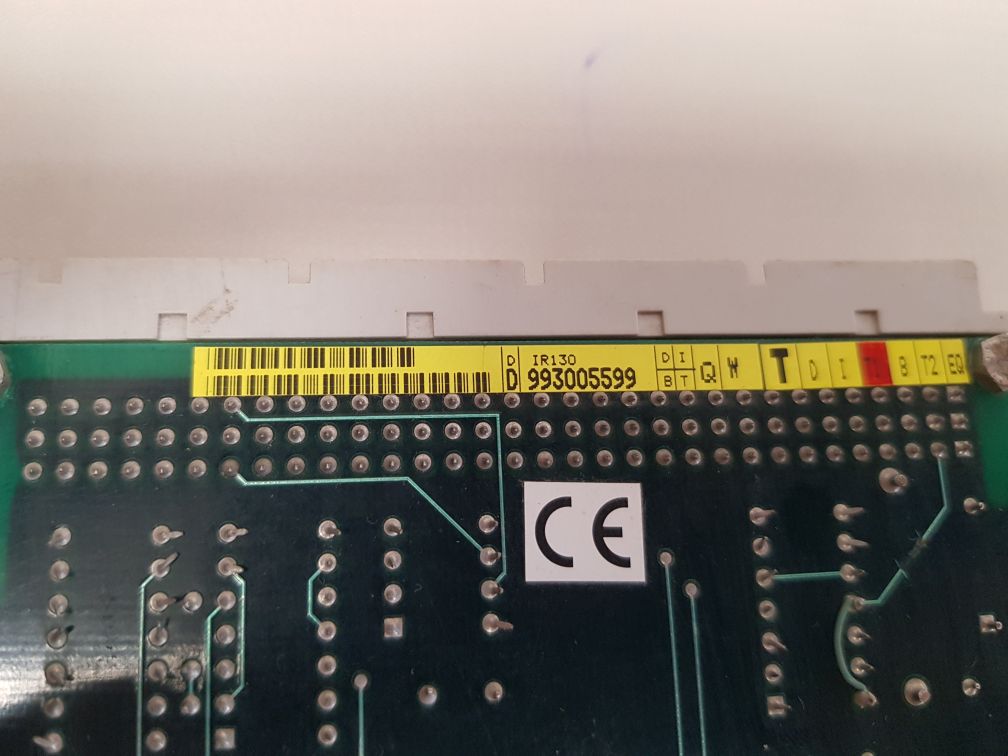 D IR130
D 993005599
D I
B T
Q W T D I T1 B T2 EQ
CE